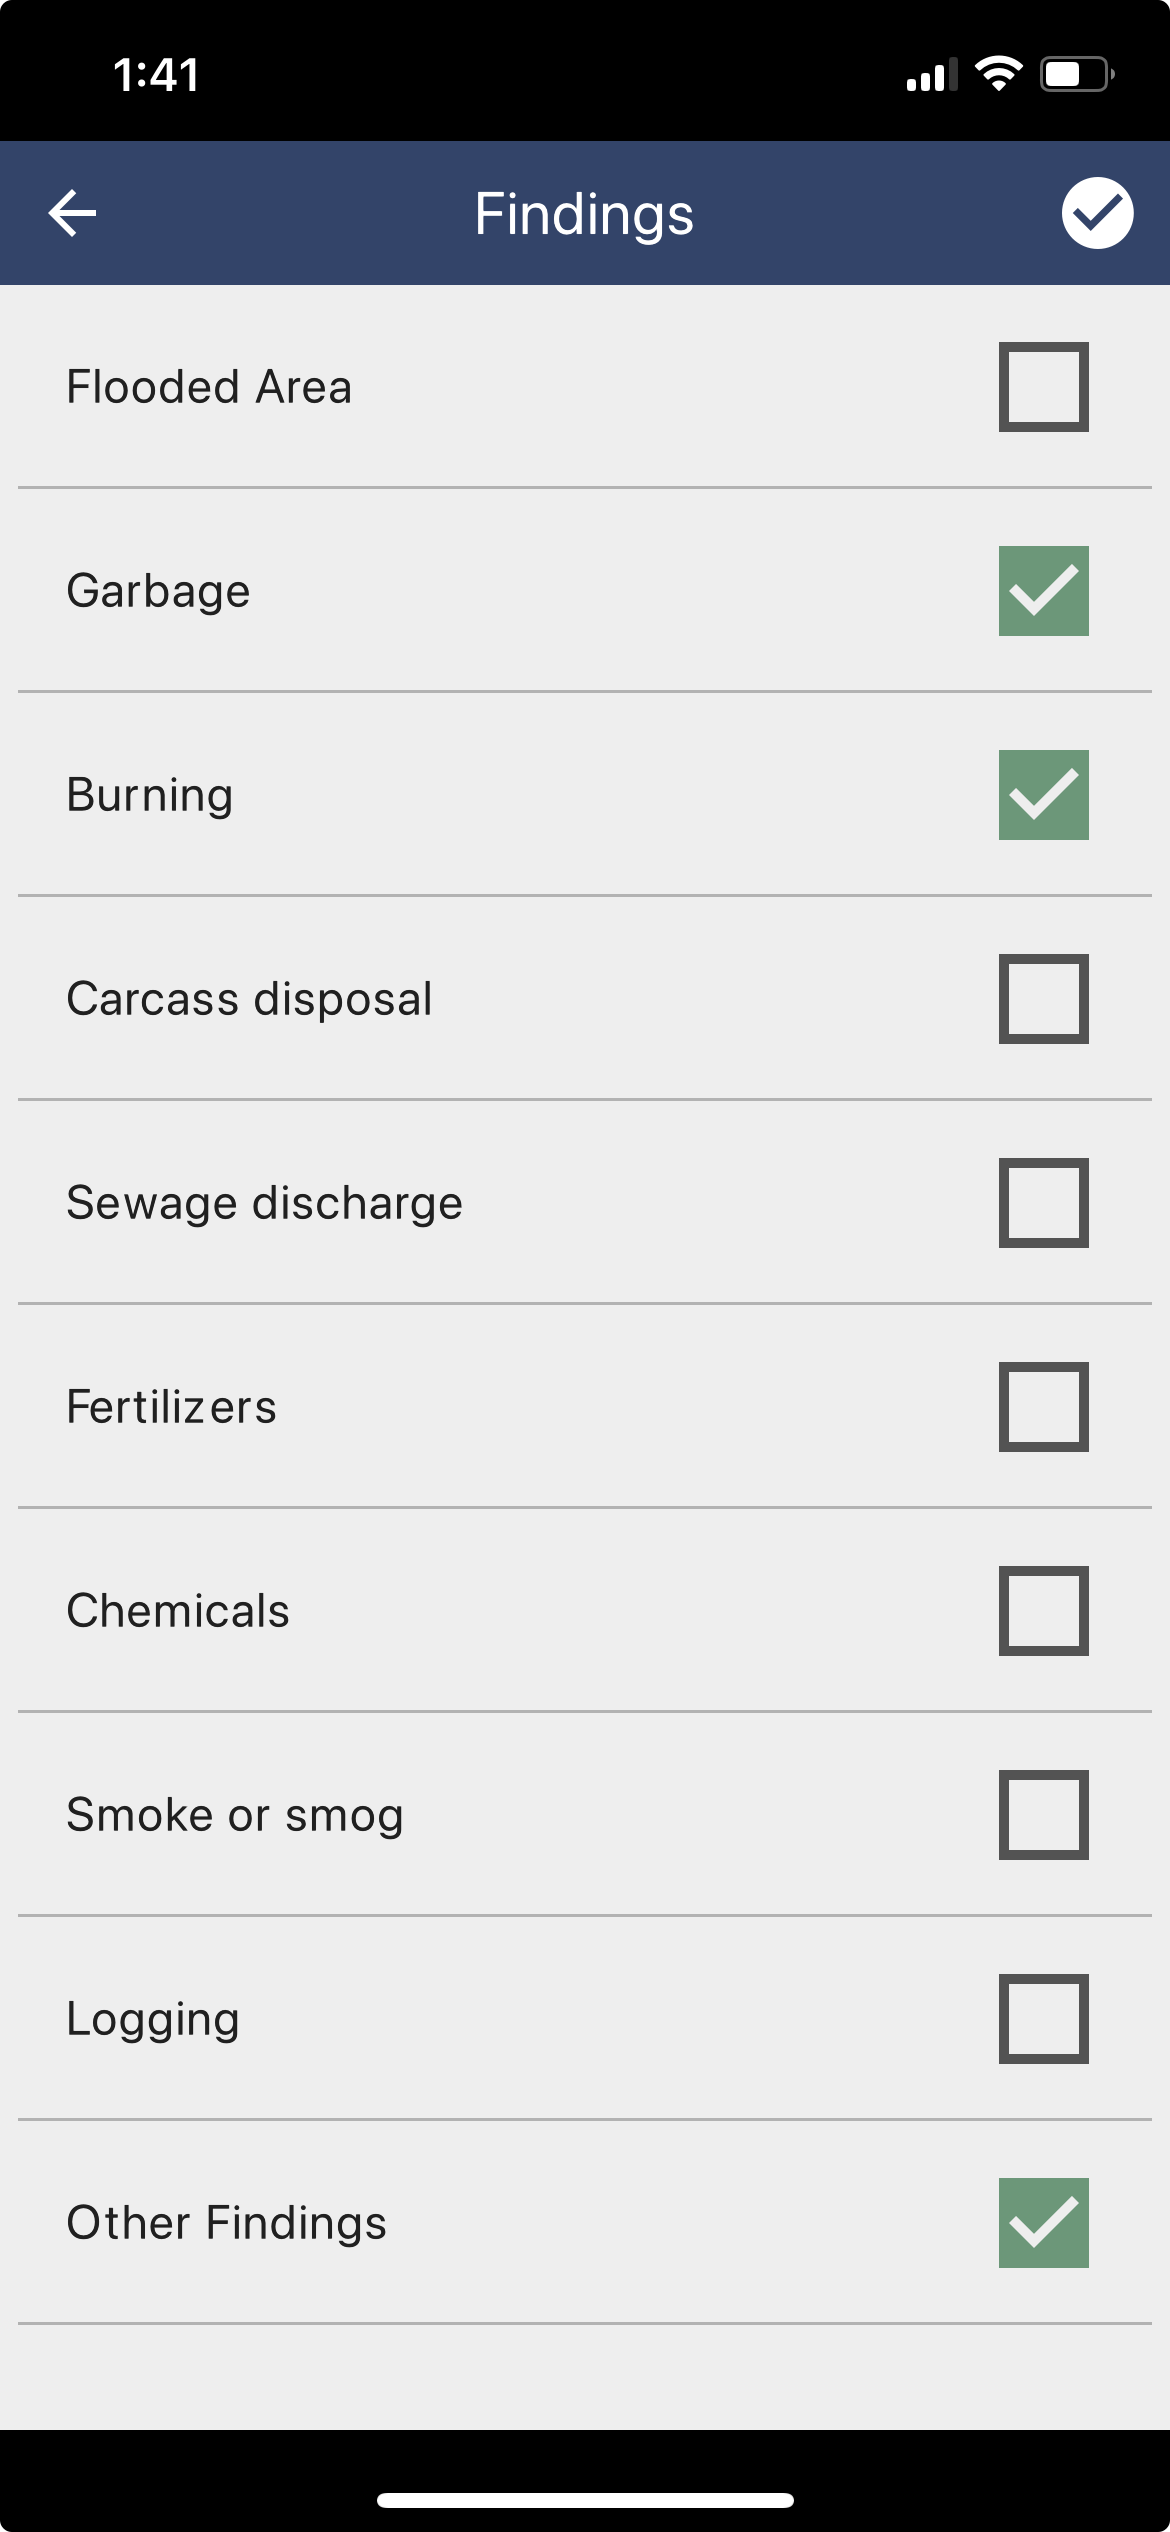 1:41
Findings
Flooded Area
Garbage
Burning
Carcass disposal
Sewage discharge
Fertilizers
Chemicals
Smoke or smog
Logging
Other Findings